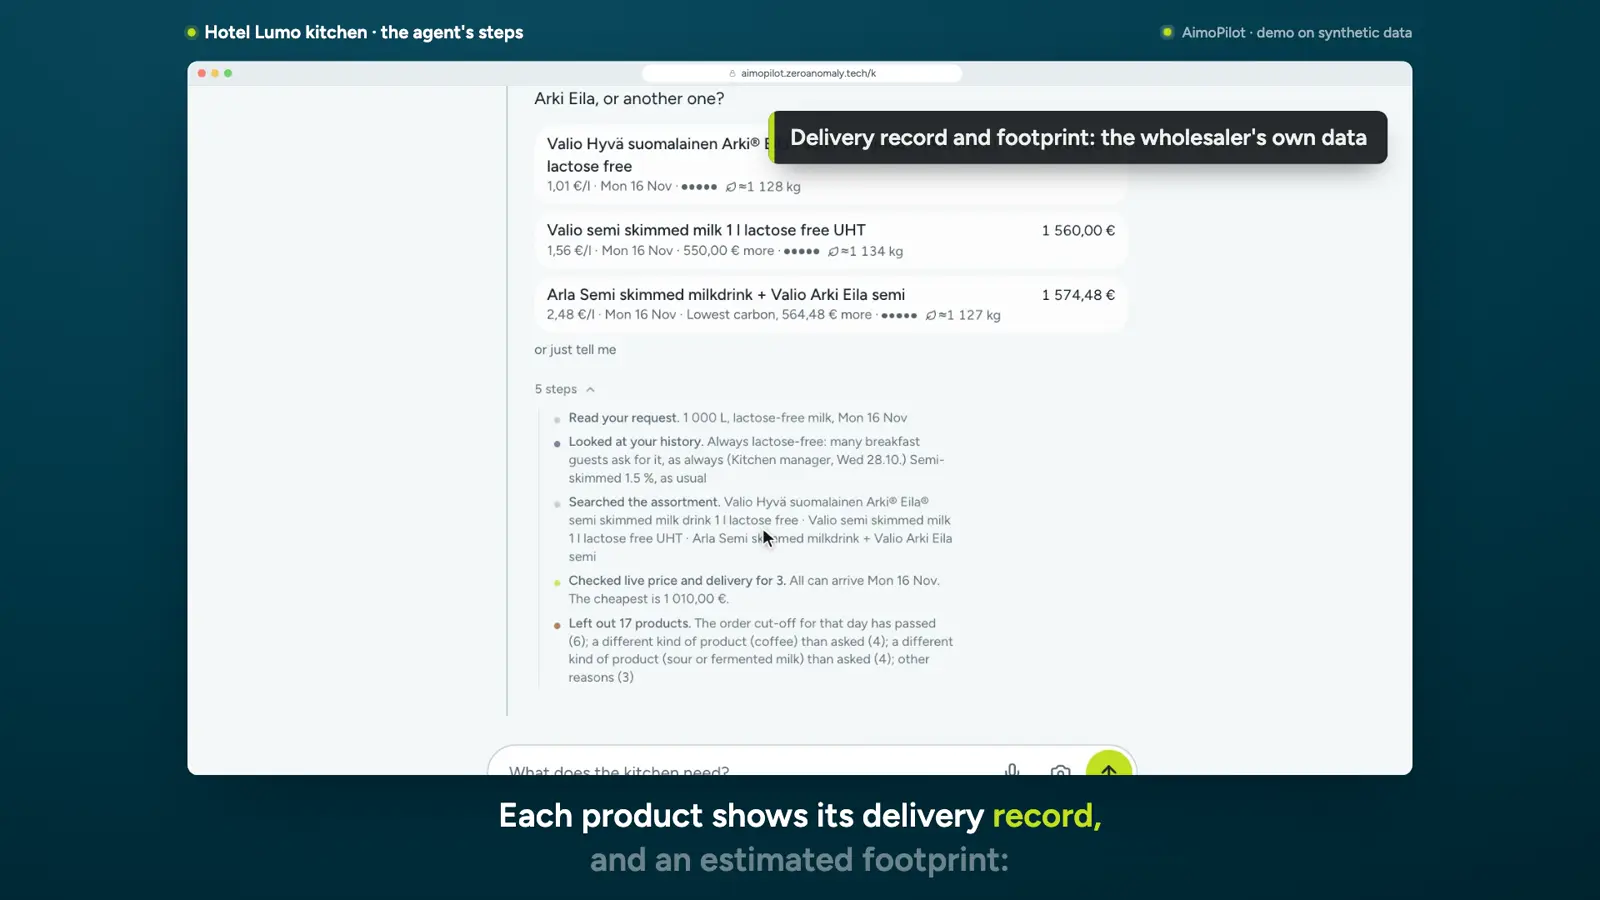 Hotel Lumo kitchen · the agent's steps
AimoPilot · demo on synthetic data
aimopilot.zeroanomaly.tech/k
Arki Eila, or another one?
Delivery record and footprint: the wholesaler's own data
Valio Hyvä suomalainen Arki®
lactose free
1,01 €/l · Mon 16 Nov · ●●●●● ≈1 128 kg
Valio semi skimmed milk 1 l lactose free UHT
1 560,00 €
1,56 €/l · Mon 16 Nov · 550,00 € more · ●●●●● ≈1 134 kg
Arla Semi skimmed milkdrink + Valio Arki Eila semi
1 574,48 €
2,48 €/l · Mon 16 Nov · Lowest carbon, 564,48 € more · ●●●●● ≈1 127 kg
or just tell me
5 steps
Read your request. 1 000 L, lactose-free milk, Mon 16 Nov
Looked at your history. Always lactose-free: many breakfast
guests ask for it, as always (Kitchen manager, Wed 28.10.) Semi-
skimmed 1.5 %, as usual
Searched the assortment. Valio Hyvä suomalainen Arki® Eila®
semi skimmed milk drink 1 l lactose free · Valio semi skimmed milk
1 l lactose free UHT · Arla Semi skimmed milkdrink + Valio Arki Eila
semi
Checked live price and delivery for 3. All can arrive Mon 16 Nov.
The cheapest is 1 010,00 €.
Left out 17 products. The order cut-off for that day has passed
(6); a different kind of product (coffee) than asked (4); a different
kind of product (sour or fermented milk) than asked (4); other
reasons (3)
What does the kitchen need?
Each product shows its delivery record,
and an estimated footprint: